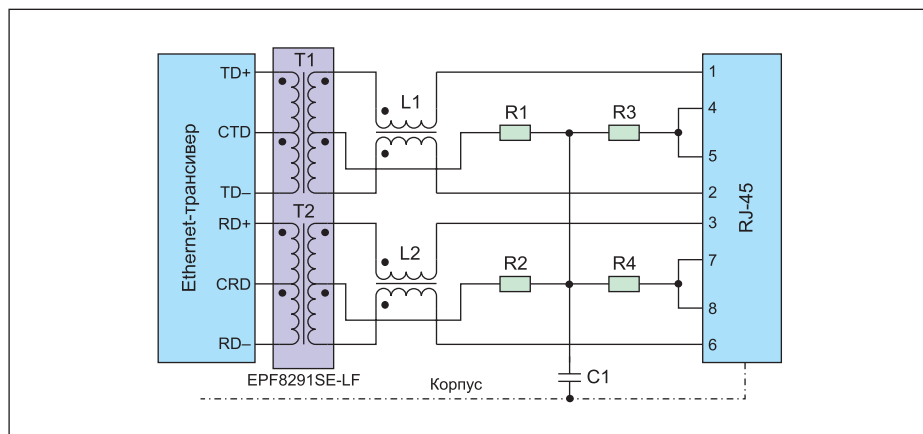 T1
TD+
CTD
TD–
Ethernet-трансивер
RD+
CRD
RD–
T2
EPF8291SE-LF
L1
L2
R1
R3
R2
R4
C1
Корпус
1
4
5
2
3
7
8
6
RJ-45